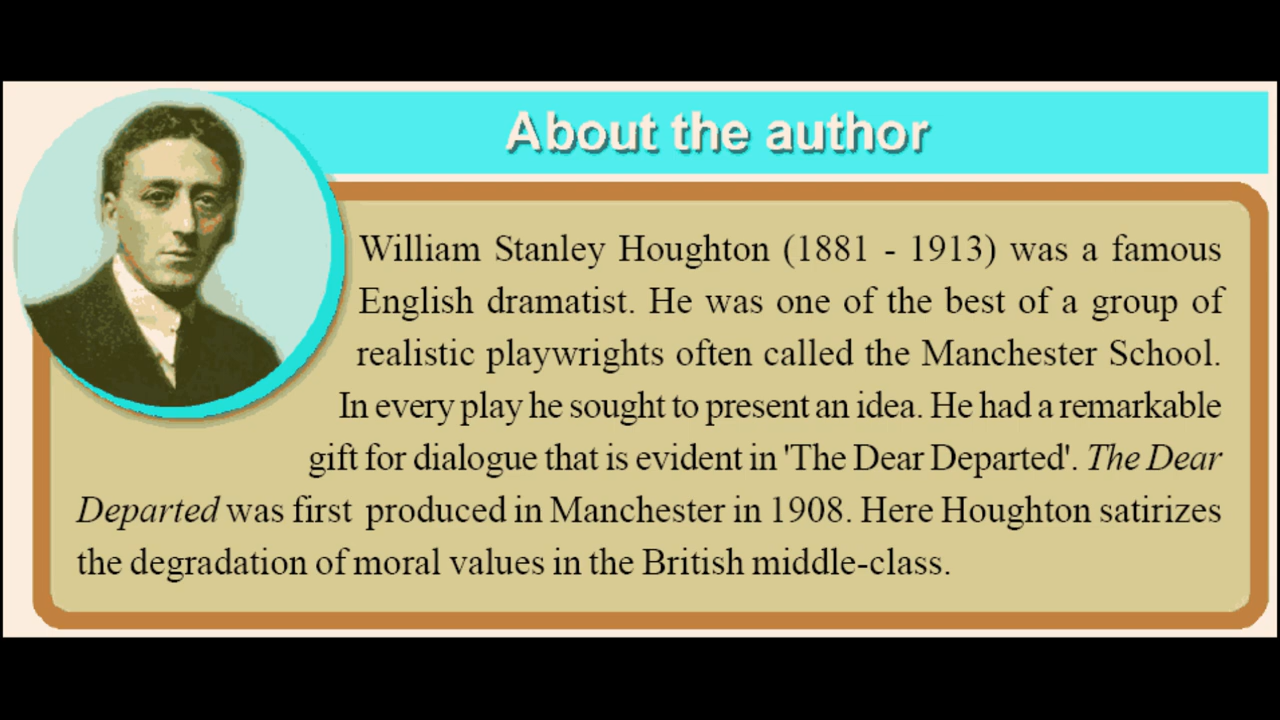 About the author
William Stanley Houghton (1881 - 1913) was a famous
English dramatist. He was one of the best of a group of
realistic playwrights often called the Manchester School.
In every play he sought to present an idea. He had a remarkable
gift for dialogue that is evident in 'The Dear Departed'. The Dear
Departed was first produced in Manchester in 1908. Here Houghton satirizes
the degradation of moral values in the British middle-class.